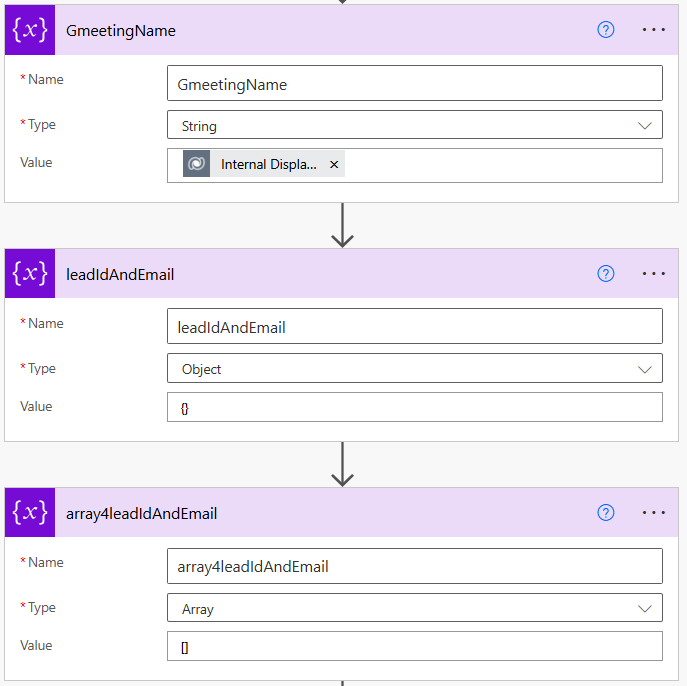 {x} GmeetingName ? ...
* Name GmeetingName
* Type String
Value Internal Displa... ×
{x} leadIdAndEmail ? ...
* Name leadIdAndEmail
* Type Object
Value {}
{x} array4leadIdAndEmail ? ...
* Name array4leadIdAndEmail
* Type Array
Value []